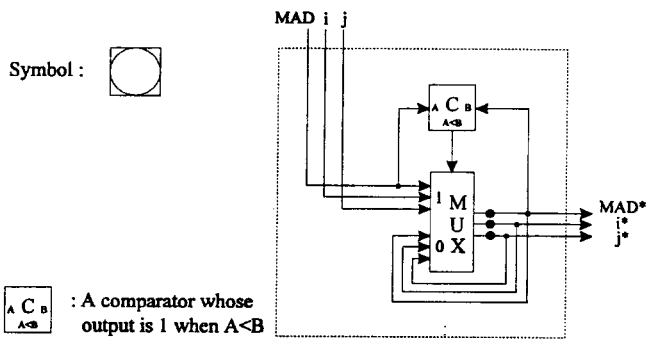 MAD i j
Symbol :
A C B
A<B
1 M
U
0 X
MAD*
i*
j*
A C B
A<B
: A comparator whose
output is 1 when A<B